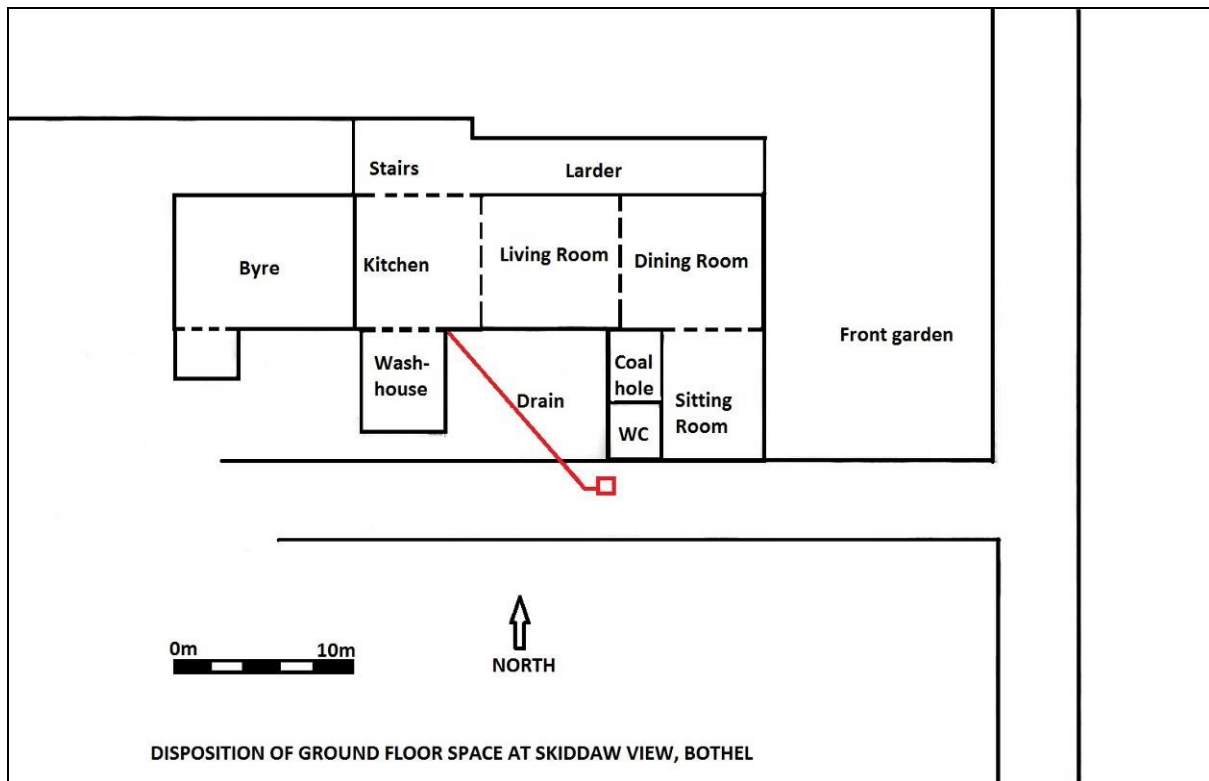 Stairs
Larder
Byre
Kitchen
Living Room
Dining Room
Front garden
Wash-
house
Drain
Coal
hole
WC
Sitting
Room
0m 10m
NORTH
DISPOSITION OF GROUND FLOOR SPACE AT SKIDDAW VIEW, BOTHEL